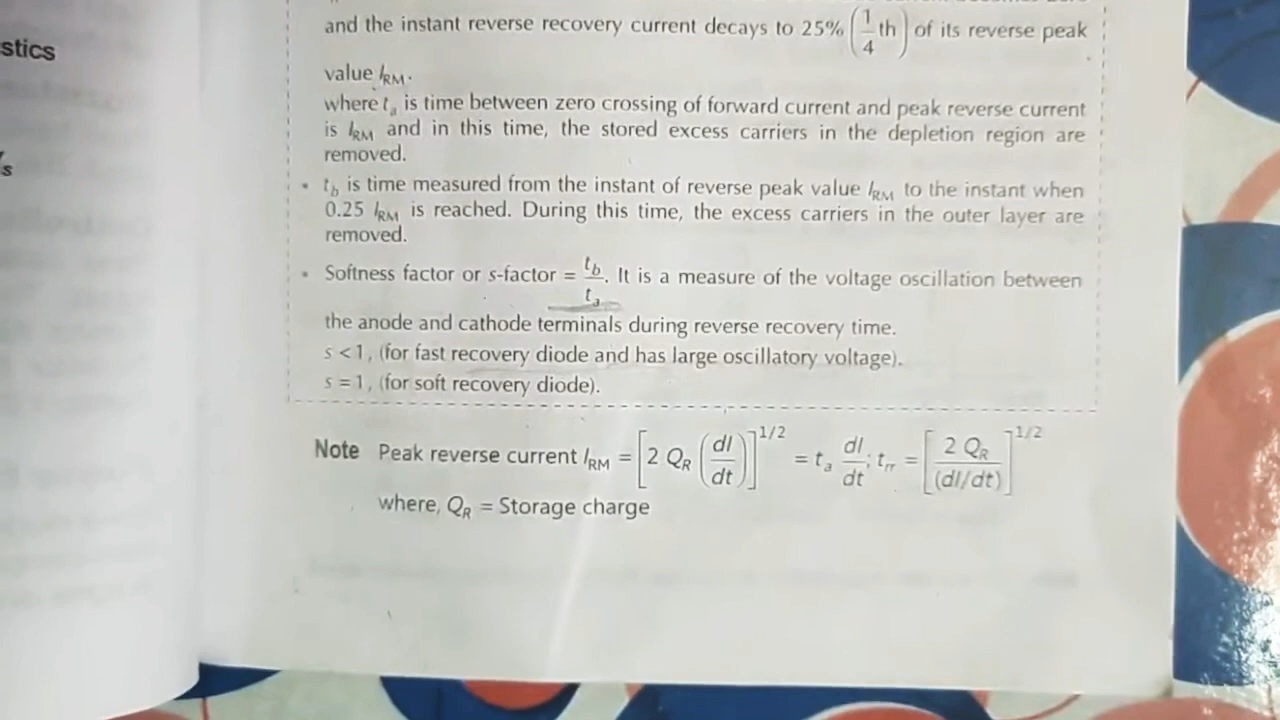 stics
s
and the instant reverse recovery current decays to 25% (1/4 th) of its reverse peak
value I_RM.
where t_a is time between zero crossing of forward current and peak reverse current
is I_RM and in this time, the stored excess carriers in the depletion region are
removed.
• t_b is time measured from the instant of reverse peak value I_RM to the instant when
0.25 I_RM is reached. During this time, the excess carriers in the outer layer are
removed.
• Softness factor or s-factor = t_b/t_a. It is a measure of the voltage oscillation between
the anode and cathode terminals during reverse recovery time.
s < 1, (for fast recovery diode and has large oscillatory voltage).
s = 1, (for soft recovery diode).
Note Peak reverse current I_RM = [2 Q_R (dI/dt)]^1/2 = t_a dI/dt; t_rr = [2 Q_R/(dI/dt)]^1/2
where, Q_R = Storage charge